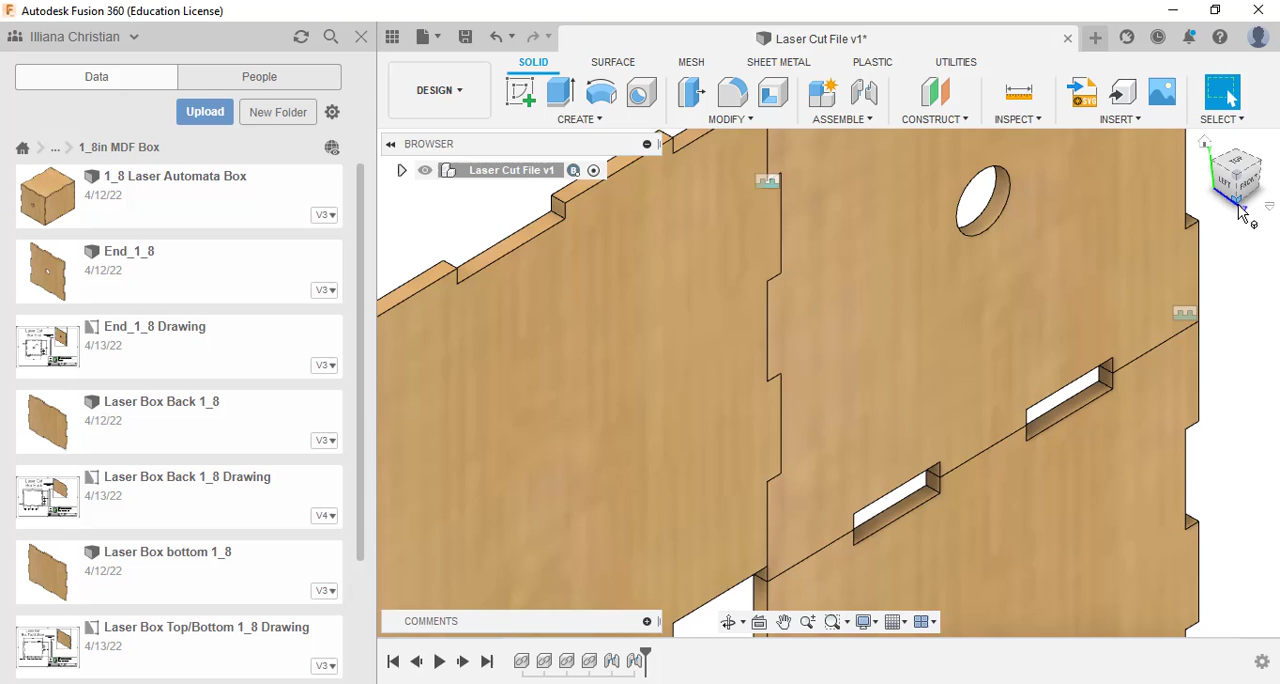 Autodesk Fusion 360 (Education License)
Illiana Christian
Laser Cut File v1*
Data
People
Upload
New Folder
... 1_8in MDF Box
1_8 Laser Automata Box
4/12/22
V3
End_1_8
4/12/22
V3
End_1_8 Drawing
4/13/22
V3
Laser Box Back 1_8
4/12/22
V3
Laser Box Back 1_8 Drawing
4/13/22
V4
Laser Box bottom 1_8
4/12/22
V3
Laser Box Top/Bottom 1_8 Drawing
4/13/22
V3
SOLID SURFACE MESH SHEET METAL PLASTIC UTILITIES
DESIGN
CREATE
MODIFY
ASSEMBLE
CONSTRUCT
INSPECT
INSERT
SELECT
BROWSER
Laser Cut File v1
TOP
LEFT
FRONT
COMMENTS